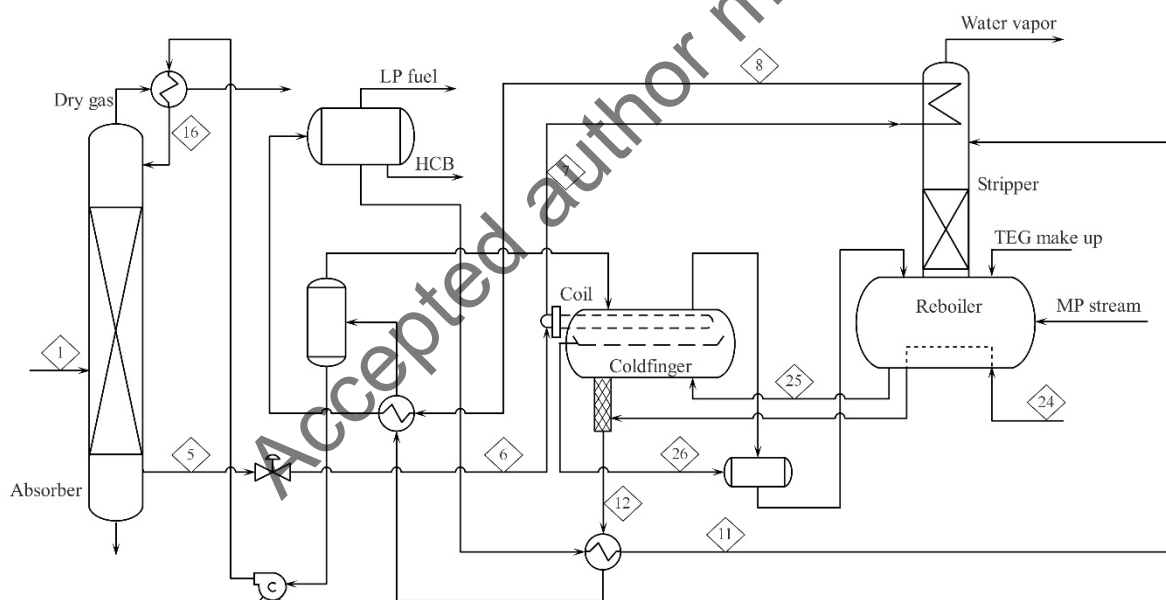 Water vapor
8
LP fuel
Dry gas
16
HCB
7
Stripper
TEG make up
Coil
Reboiler
MP stream
1
Coldfinger
25
24
5
6
26
Absorber
12
11
C
Accepted author m